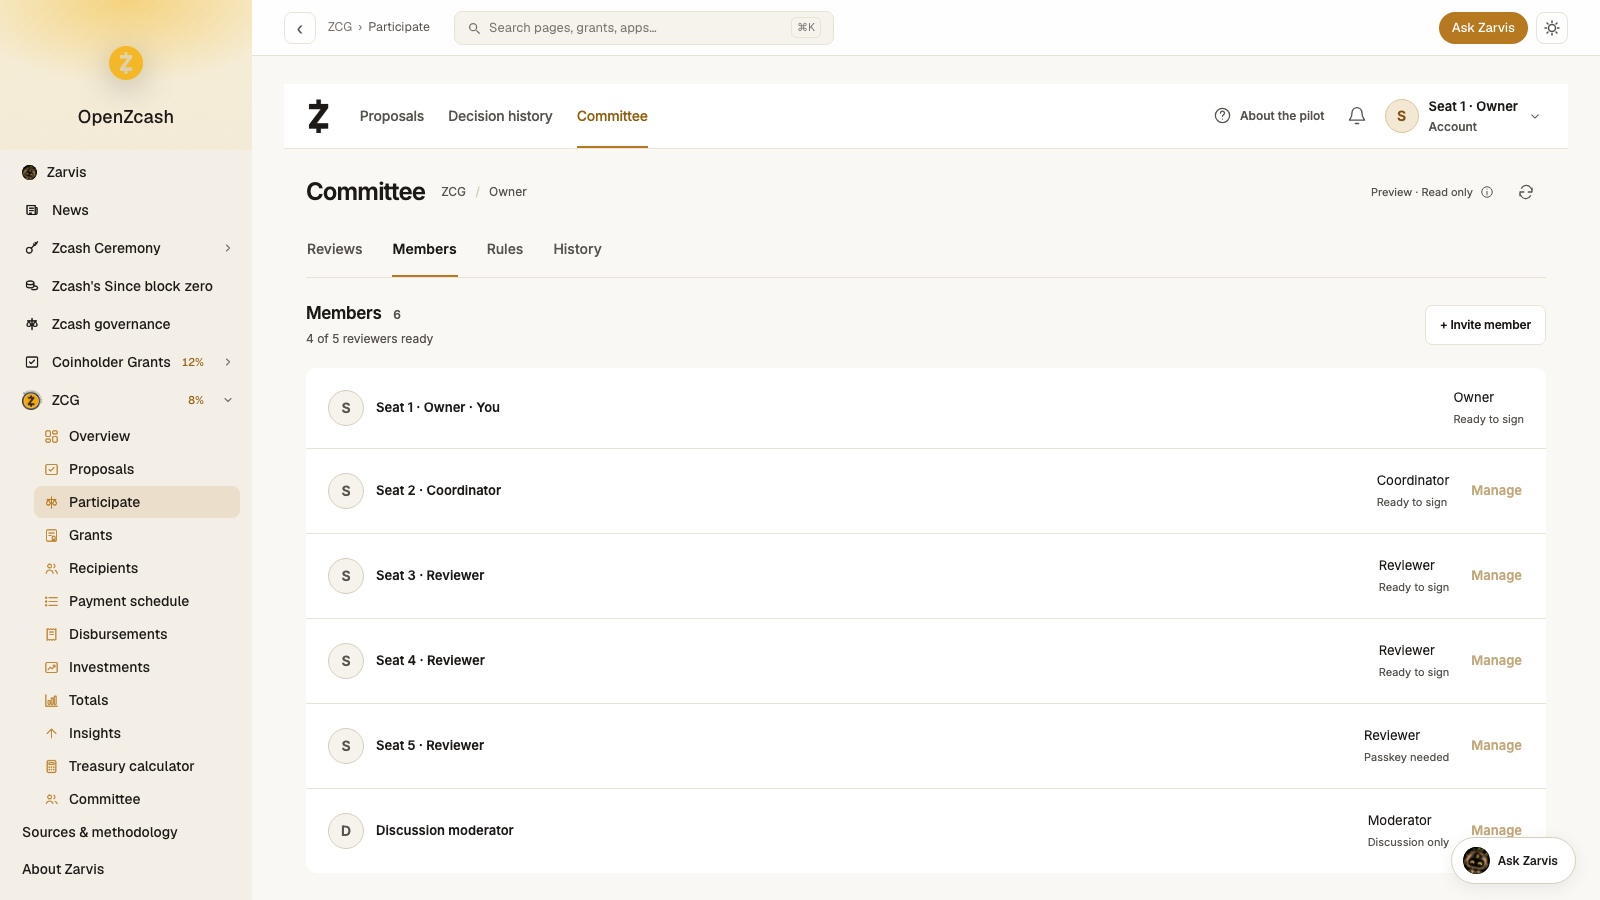 OpenZcash
Zarvis
News
Zcash Ceremony
Zcash's Since block zero
Zcash governance
Coinholder Grants 12%
ZCG 8%
Overview
Proposals
Participate
Grants
Recipients
Payment schedule
Disbursements
Investments
Totals
Insights
Treasury calculator
Committee
Sources & methodology
About Zarvis
ZCG › Participate
Search pages, grants, apps... ⌘K
Ask Zarvis
Proposals Decision history Committee
About the pilot
S Seat 1 · Owner
Account
Committee ZCG / Owner
Preview · Read only
Reviews Members Rules History
Members 6
4 of 5 reviewers ready
+ Invite member
S Seat 1 · Owner · You
Owner
Ready to sign
S Seat 2 · Coordinator
Coordinator
Ready to sign
Manage
S Seat 3 · Reviewer
Reviewer
Ready to sign
Manage
S Seat 4 · Reviewer
Reviewer
Ready to sign
Manage
S Seat 5 · Reviewer
Reviewer
Passkey needed
Manage
D Discussion moderator
Moderator
Discussion only
Manage
Ask Zarvis